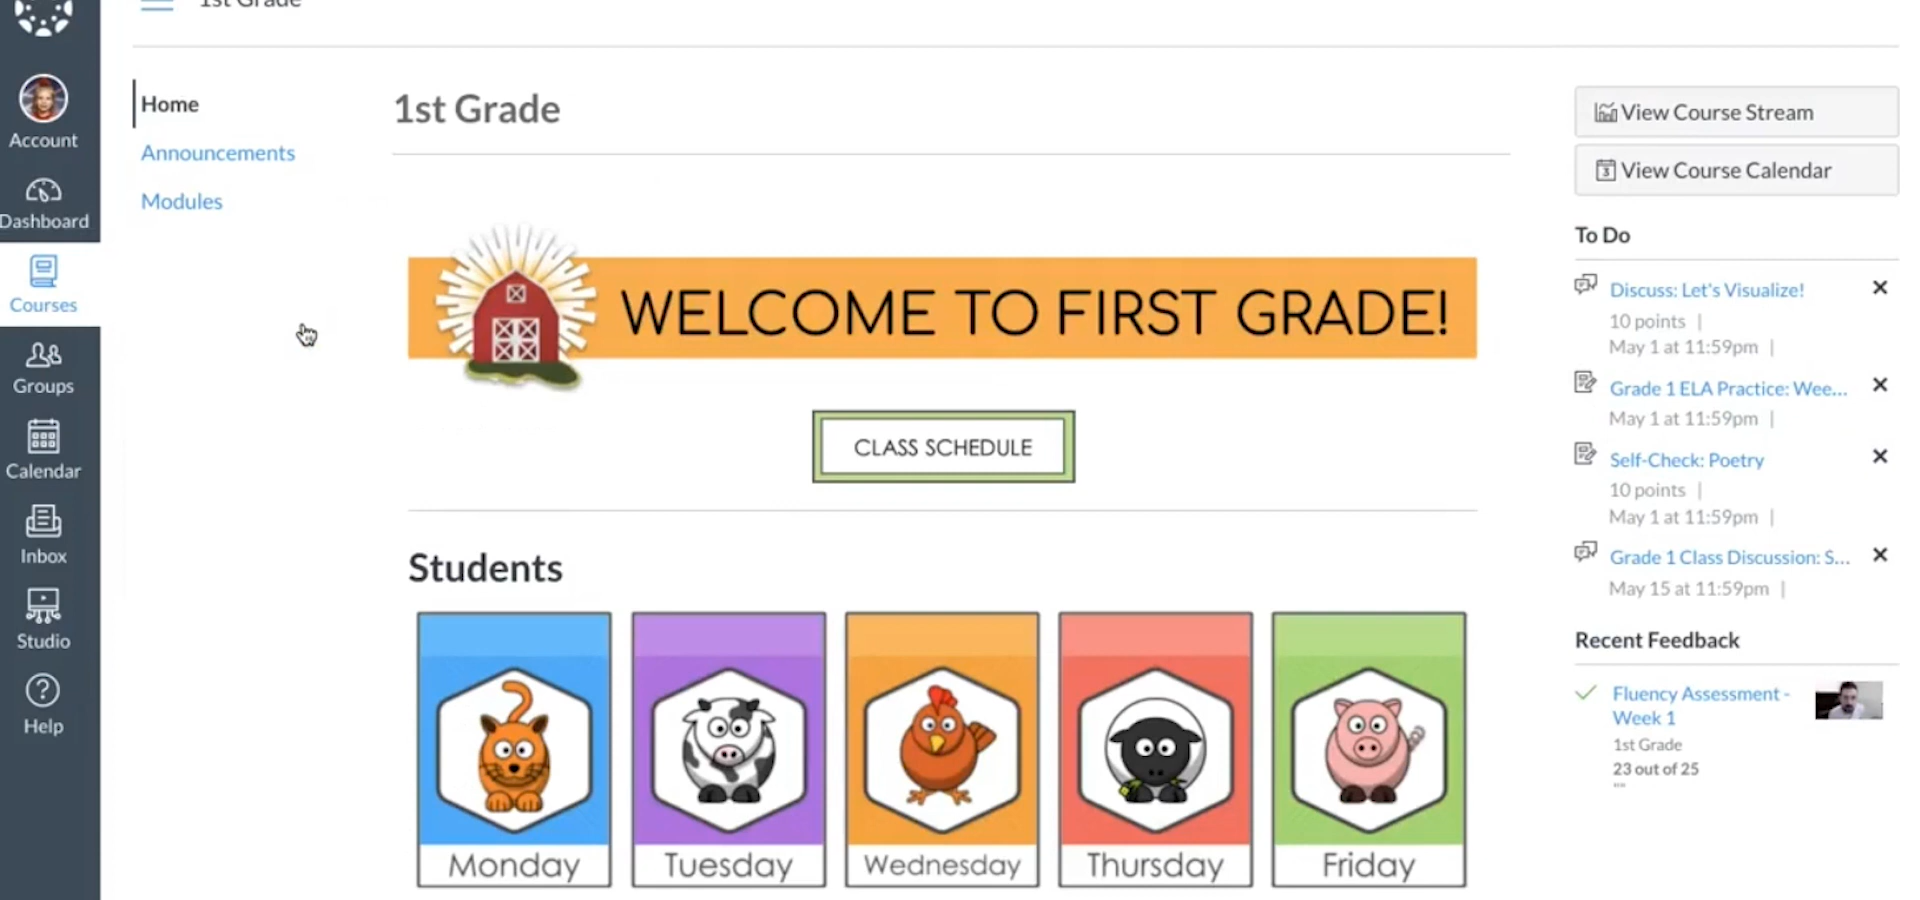 1st Grade
Account
Dashboard
Courses
Groups
Calendar
Inbox
Studio
Help
Home
Announcements
Modules
1st Grade
WELCOME TO FIRST GRADE!
CLASS SCHEDULE
Students
Monday
Tuesday
Wednesday
Thursday
Friday
View Course Stream
3 View Course Calendar
To Do
Discuss: Let's Visualize!
10 points |
May 1 at 11:59pm |
Grade 1 ELA Practice: Wee...
May 1 at 11:59pm |
Self-Check: Poetry
10 points |
May 1 at 11:59pm |
Grade 1 Class Discussion: S...
May 15 at 11:59pm |
Recent Feedback
Fluency Assessment -
Week 1
1st Grade
23 out of 25